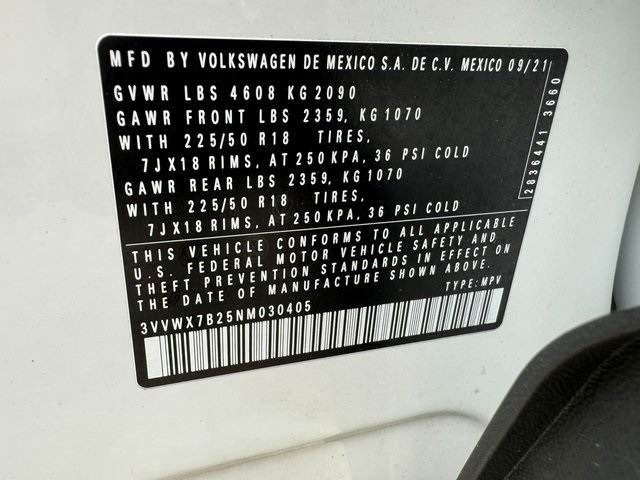 MFD BY VOLKSWAGEN DE MEXICO S.A. DE C.V. MEXICO 09/21
GVWR LBS 4608 KG 2090
GAWR FRONT LBS 2359, KG 1070
WITH 225/50 R18 TIRES,
7JX18 RIMS, AT 250 KPA, 36 PSI COLD
GAWR REAR LBS 2359, KG 1070
WITH 225/50 R18 TIRES,
7JX18 RIMS, AT 250 KPA, 36 PSI COLD
THIS VEHICLE CONFORMS TO ALL APPLICABLE
U.S. FEDERAL MOTOR VEHICLE SAFETY AND
THEFT PREVENTION STANDARDS IN EFFECT ON
THE DATE OF MANUFACTURE SHOWN ABOVE.
TYPE: MPV
3VVWX7B25NM030405
2836441 3660